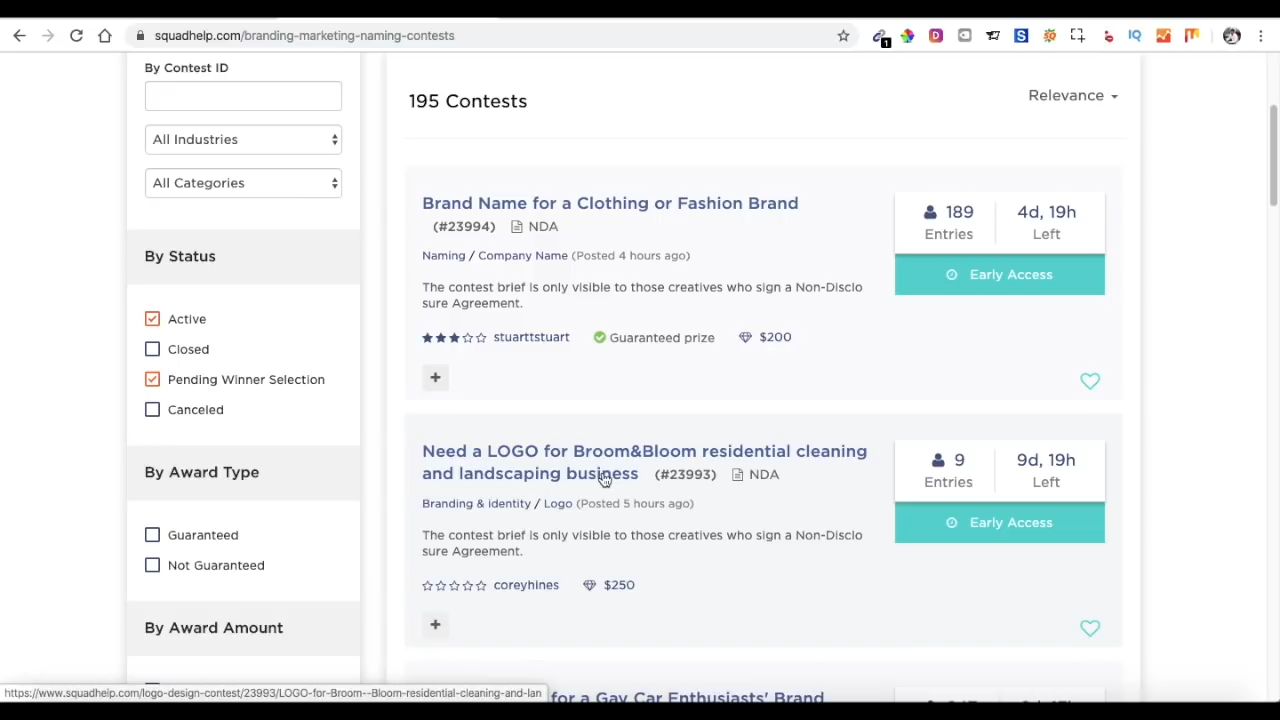 squadhelp.com/branding-marketing-naming-contests
1
By Contest ID
All Industries
All Categories
By Status
Active
Closed
Pending Winner Selection
Canceled
By Award Type
Guaranteed
Not Guaranteed
By Award Amount
195 Contests
Relevance
Brand Name for a Clothing or Fashion Brand
(#23994) NDA
Naming / Company Name (Posted 4 hours ago)
The contest brief is only visible to those creatives who sign a Non-Disclo
sure Agreement.
stuarttstuart Guaranteed prize $200
+
189 4d, 19h
Entries Left
Early Access
Need a LOGO for Broom&Bloom residential cleaning
and landscaping business (#23993) NDA
Branding & identity / Logo (Posted 5 hours ago)
The contest brief is only visible to those creatives who sign a Non-Disclo
sure Agreement.
coreyhines $250
+
9 9d, 19h
Entries Left
Early Access
for a Gay Car Enthusiasts' Brand
https://www.squadhelp.com/logo-design-contest/23993/LOGO-for-Broom--Bloom-residential-cleaning-and-lan